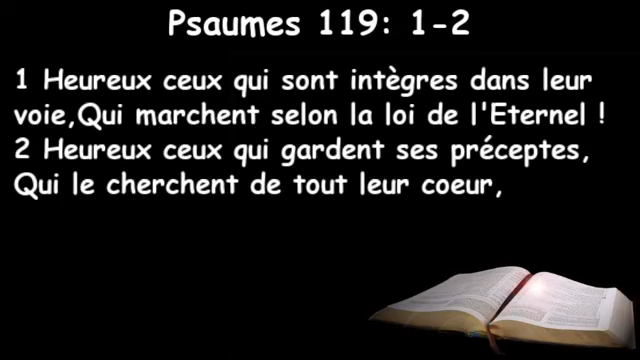 Psaumes 119: 1-2
1 Heureux ceux qui sont intègres dans leur
voie,Qui marchent selon la loi de l'Eternel !
2 Heureux ceux qui gardent ses préceptes,
Qui le cherchent de tout leur coeur,